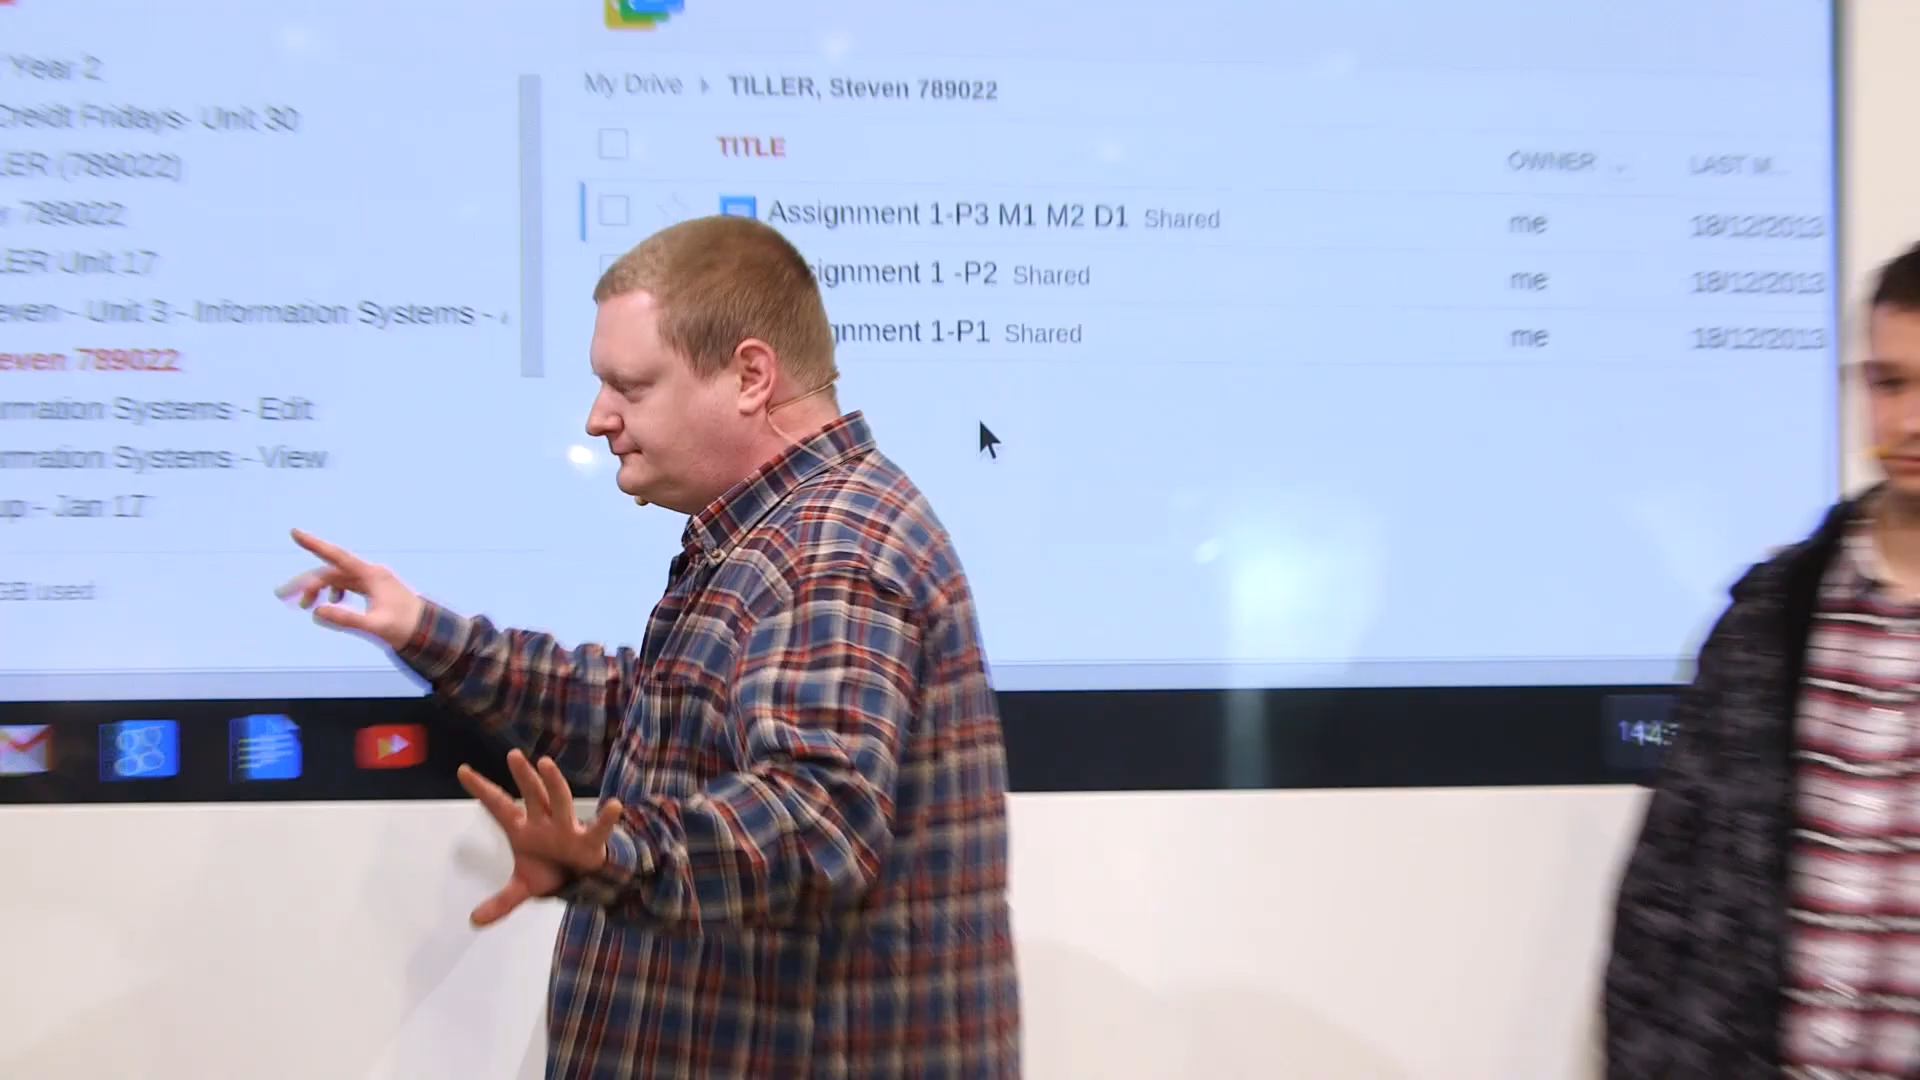 Year 2
Creidt Fridays- Unit 30
LER (789022)
789022
LER Unit 17
even - Unit 3 - Information Systems -
even 789022
rmation Systems - Edit
rmation Systems - View
up - Jan 17
GB used
My Drive TILLER, Steven 789022
TITLE OWNER LAST M...
Assignment 1-P3 M1 M2 D1 Shared me 18/12/2013
signment 1 -P2 Shared me 18/12/2013
gnment 1-P1 Shared me 18/12/2013